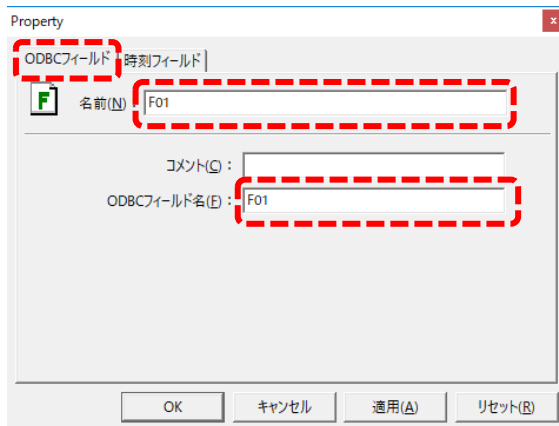 Property
x
ODBCフィールド 時刻フィールド
F 名前(N) : F01
コメント(C) :
ODBCフィールド名(F) : F01
OK キャンセル 適用(A) リセット(R)